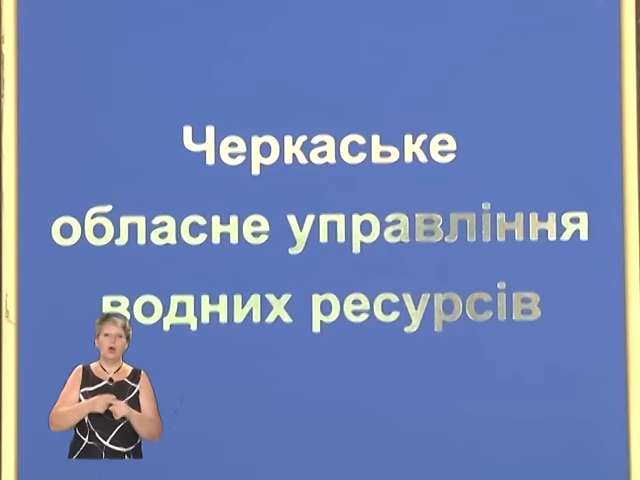 Черкаське
обласне управління
водних ресурсів